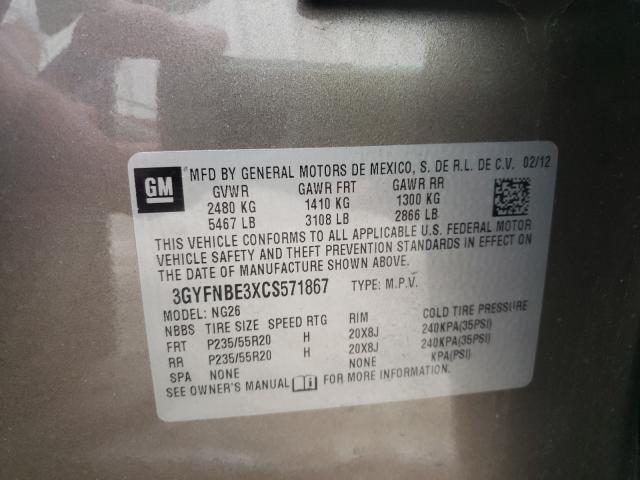 GM MFD BY GENERAL MOTORS DE MEXICO, S. DE R.L. DE C.V. 02/12
GVWR GAWR FRT GAWR RR
2480 KG 1410 KG 1300 KG
5467 LB 3108 LB 2866 LB
THIS VEHICLE CONFORMS TO ALL APPLICABLE U.S. FEDERAL MOTOR
VEHICLE SAFETY AND THEFT PREVENTION STANDARDS IN EFFECT ON
THE DATE OF MANUFACTURE SHOWN ABOVE.
3GYFNBE3XCS571867 TYPE: M.P.V.
MODEL: NG26
NBBS TIRE SIZE SPEED RTG RIM COLD TIRE PRESSURE
FRT P235/55R20 H 20X8J 240KPA(35PSI)
RR P235/55R20 H 20X8J 240KPA(35PSI)
SPA NONE NONE KPA(PSI)
SEE OWNER'S MANUAL FOR MORE INFORMATION.